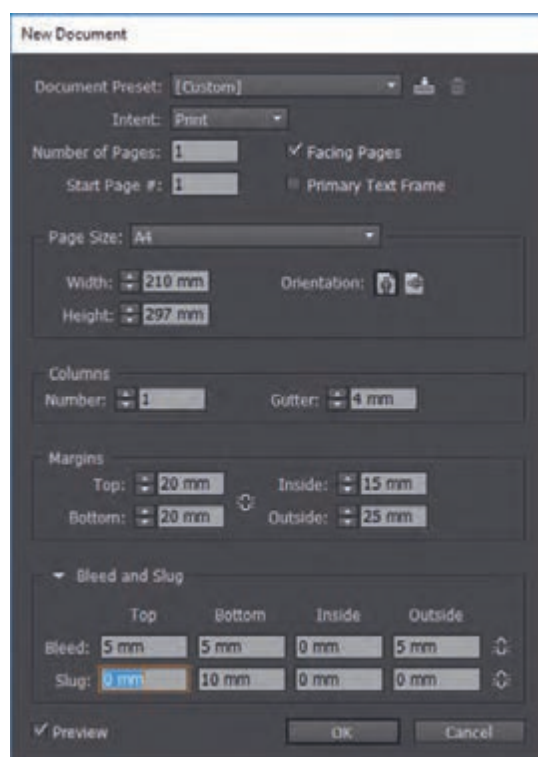 New Document
Document Preset: [Custom]
Intent: Print
Number of Pages: 1 Facing Pages
Start Page #: 1 Primary Text Frame
Page Size: A4
Width: 210 mm Orientation:
Height: 297 mm
Columns
Number: 1 Gutter: 4 mm
Margins
Top: 20 mm Inside: 15 mm
Bottom: 20 mm Outside: 25 mm
Bleed and Slug
Top Bottom Inside Outside
Bleed: 5 mm 5 mm 0 mm 5 mm
Slug: 0 mm 10 mm 0 mm 0 mm
Preview OK Cancel